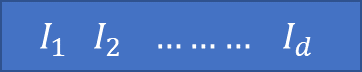 I₁ I₂ ……… I_d